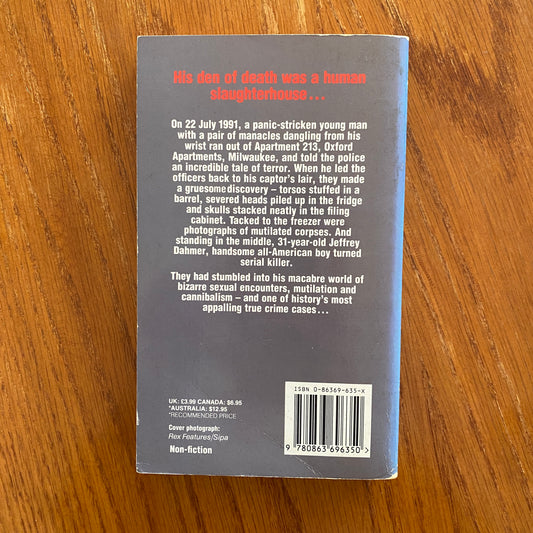 His den of death was a human
slaughterhouse...
On 22 July 1991, a panic-stricken young man
with a pair of manacles dangling from his
wrist ran out of Apartment 213, Oxford
Apartments, Milwaukee, and told the police
an incredible tale of terror. When he led the
officers back to his captor's lair, they made
a gruesome discovery – torsos stuffed in a
barrel, severed heads piled up in the fridge
and skulls stacked neatly in the filing
cabinet. Tacked to the freezer were
photographs of mutilated corpses. And
standing in the middle, 31-year-old Jeffrey
Dahmer, handsome all-American boy turned
serial killer.
They had stumbled into his macabre world of
bizarre sexual encounters, mutilation and
cannibalism – and one of history's most
appalling true crime cases...
ISBN 0-86369-635-X
UK: £3.99 CANADA: $6.95
*AUSTRALIA: $12.95
*RECOMMENDED PRICE
Cover photograph:
Rex Features/Sipa
Non-fiction
9 780863 696350 >